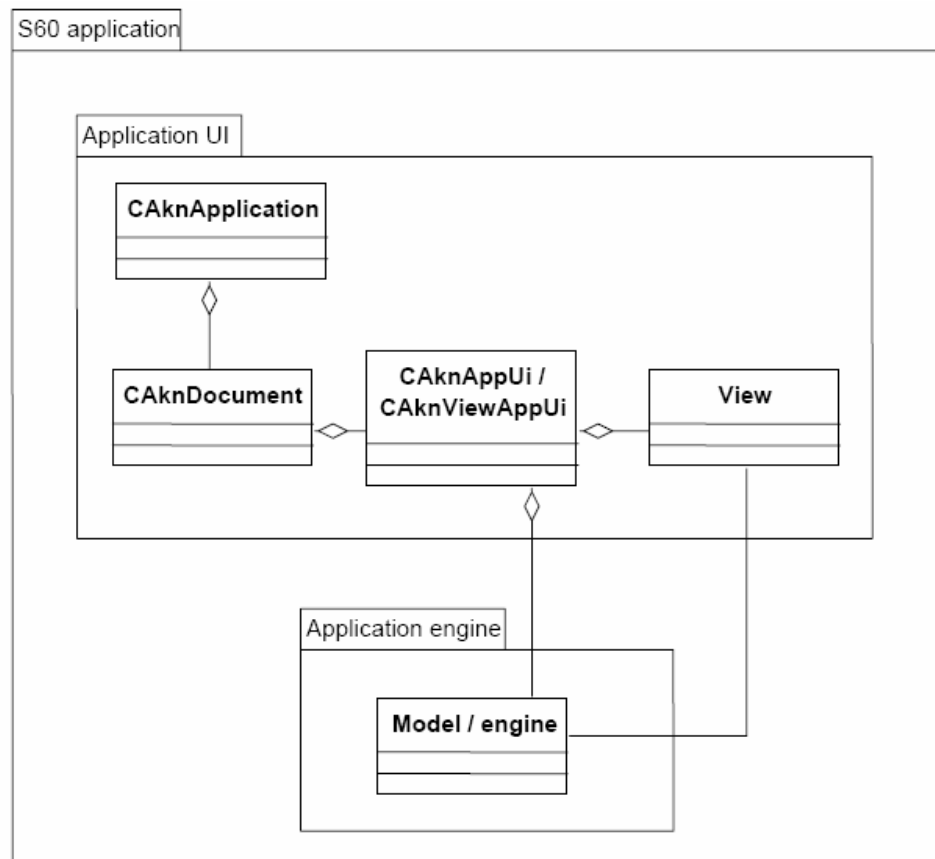 S60 application
Application UI
CAknApplication
CAknDocument
CAknAppUi /
CAknViewAppUi
View
Application engine
Model / engine